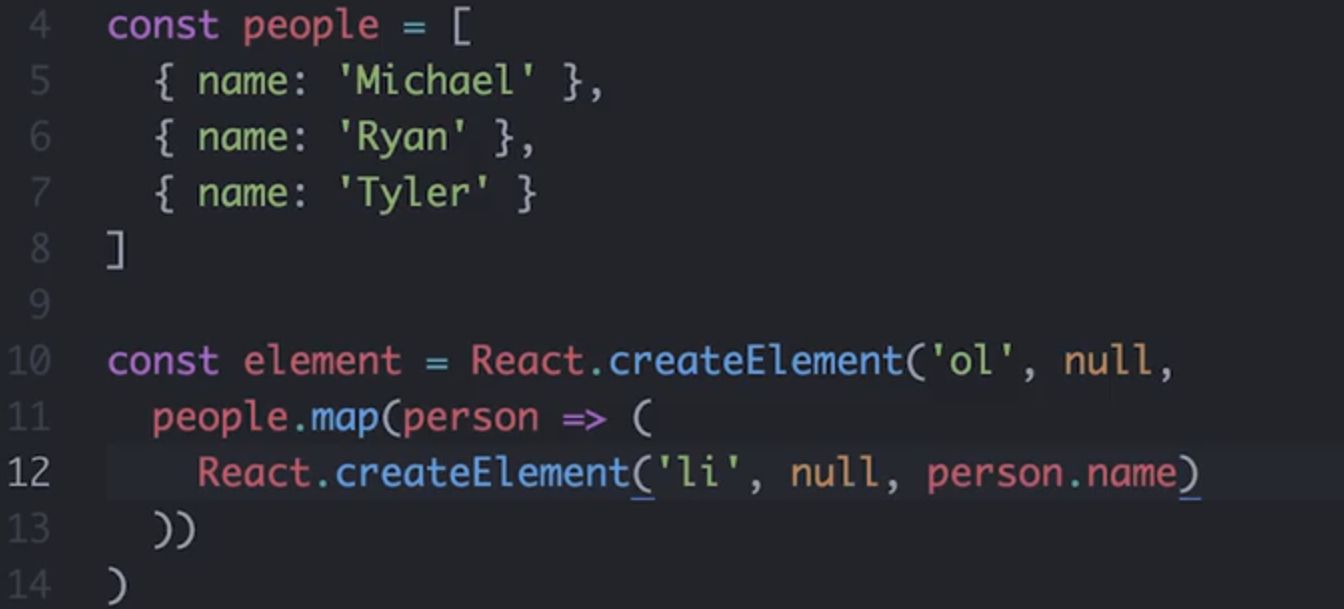 4 const people = [
5 { name: 'Michael' },
6 { name: 'Ryan' },
7 { name: 'Tyler' }
8 ]
9
10 const element = React.createElement('ol', null,
11 people.map(person => (
12 React.createElement('li', null, person.name)
13 ))
14 )